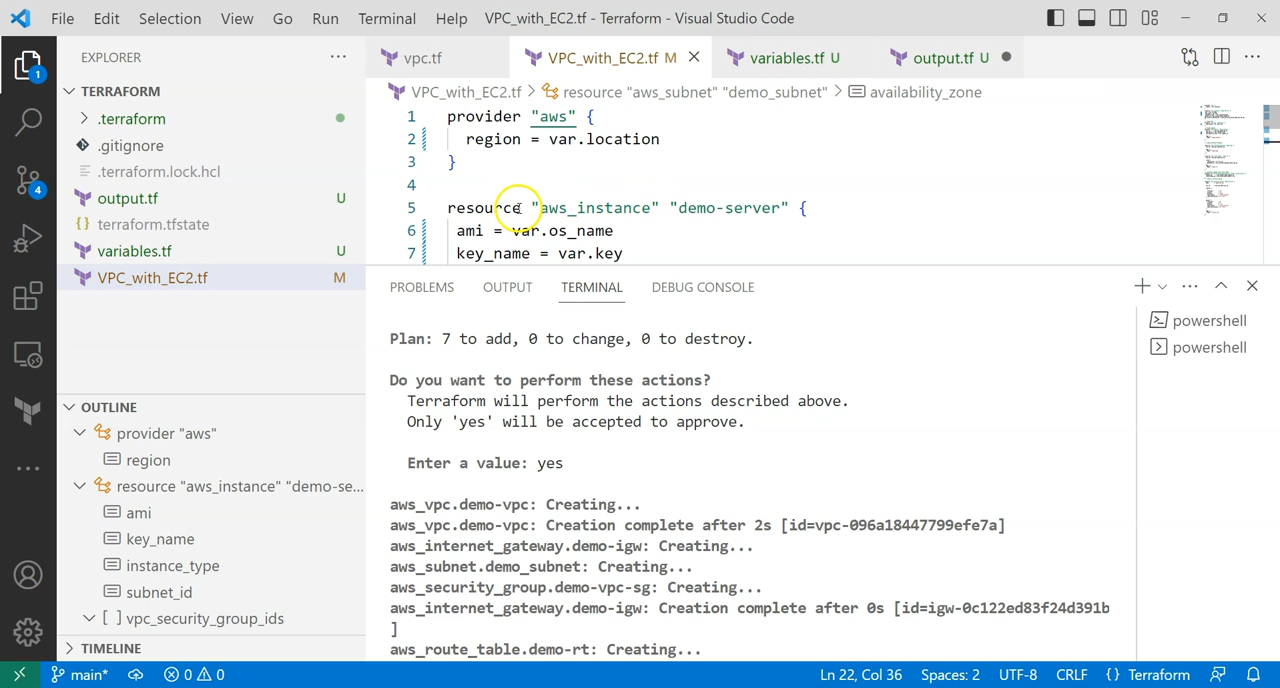 File Edit Selection View Go Run Terminal Help VPC_with_EC2.tf - Terraform - Visual Studio Code
EXPLORER
vpc.tf
VPC_with_EC2.tf M
variables.tf U
output.tf U
1
TERRAFORM
.terraform
.gitignore
.terraform.lock.hcl
output.tf U
terraform.tfstate
variables.tf U
VPC_with_EC2.tf M
4
VPC_with_EC2.tf > resource "aws_subnet" "demo_subnet" > availability_zone
1 provider "aws" {
2 region = var.location
3 }
4
5 resource "aws_instance" "demo-server" {
6 ami = var.os_name
7 key_name = var.key
PROBLEMS OUTPUT TERMINAL DEBUG CONSOLE
powershell
powershell
Plan: 7 to add, 0 to change, 0 to destroy.
Do you want to perform these actions?
Terraform will perform the actions described above.
Only 'yes' will be accepted to approve.
Enter a value: yes
aws_vpc.demo-vpc: Creating...
aws_vpc.demo-vpc: Creation complete after 2s [id=vpc-096a18447799efe7a]
aws_internet_gateway.demo-igw: Creating...
aws_subnet.demo_subnet: Creating...
aws_security_group.demo-vpc-sg: Creating...
aws_internet_gateway.demo-igw: Creation complete after 0s [id=igw-0c122ed83f24d391b
]
aws_route_table.demo-rt: Creating...
OUTLINE
provider "aws"
region
resource "aws_instance" "demo-se...
ami
key_name
instance_type
subnet_id
[ ] vpc_security_group_ids
TIMELINE
main* 0 0 Ln 22, Col 36 Spaces: 2 UTF-8 CRLF {} Terraform